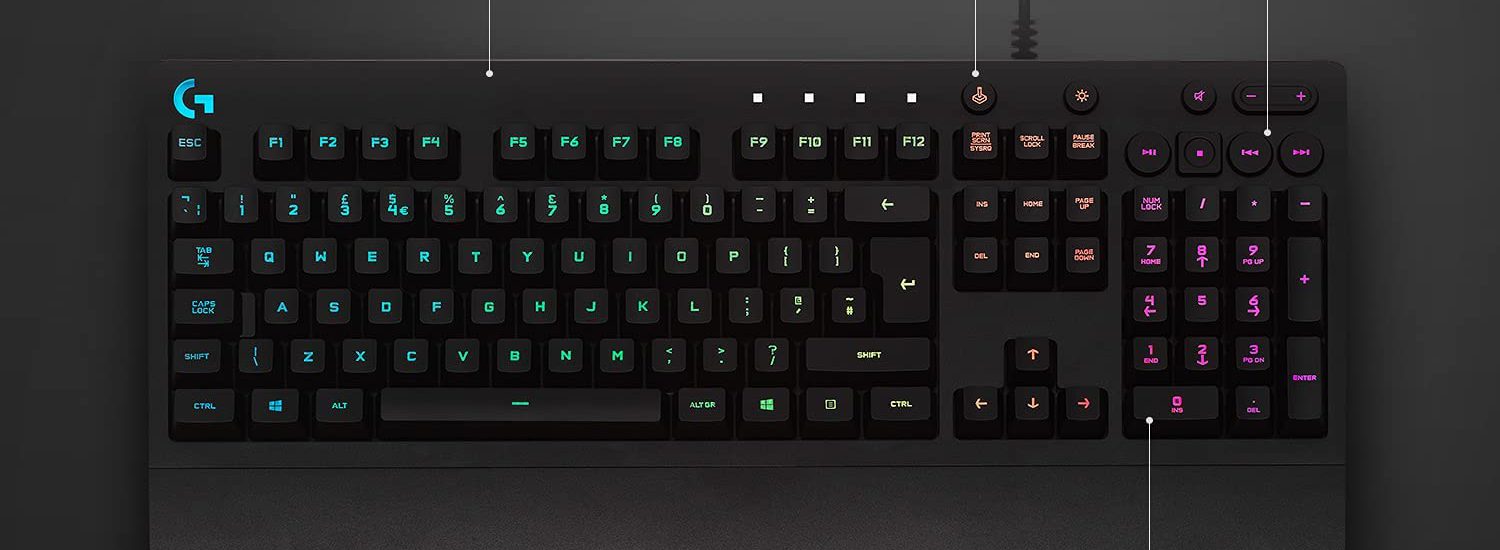 ESC F1 F2 F3 F4 F5 F6 F7 F8 F9 F10 F11 F12 PRINT SCRN SYSRQ SCROLL LOCK PAUSE BREAK
! 1 " 2 £ 3 $ 4 € % 5 ^ 6 & 7 * 8 ( 9 ) 0 _ - + = ← INS HOME PAGE UP NUM LOCK / * -
TAB Q W E R T Y U I O P { [ } ] DEL END PAGE DOWN 7 HOME 8 ↑ 9 PG UP +
CAPS LOCK A S D F G H J K L : ; @ ' ~ # 4 ← 5 6 →
SHIFT | \ Z X C V B N M < , > . ? / SHIFT ↑ 1 END 2 ↓ 3 PG DN ENTER
CTRL ALT ALT GR CTRL ← ↓ → 0 INS . DEL